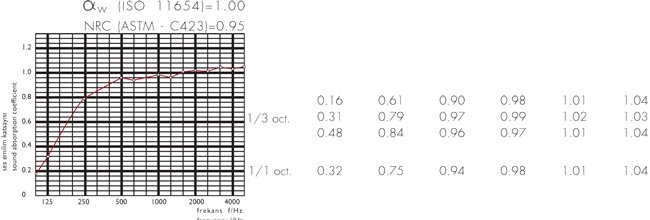 αw (ISO 11654)=1.00
NRC (ASTM - C423)=0.95
1.2
1.0
0.8
0.6
0.4
0.2
0
ses emilim katsayısı
sound absorption coefficient
125 250 500 1000 2000 4000
frekans f/Hz.
1/3 oct.
0.16 0.61 0.90 0.98 1.01 1.04
0.31 0.79 0.97 0.99 1.02 1.03
0.48 0.84 0.96 0.97 1.01 1.04
1/1 oct. 0.32 0.75 0.94 0.98 1.01 1.04